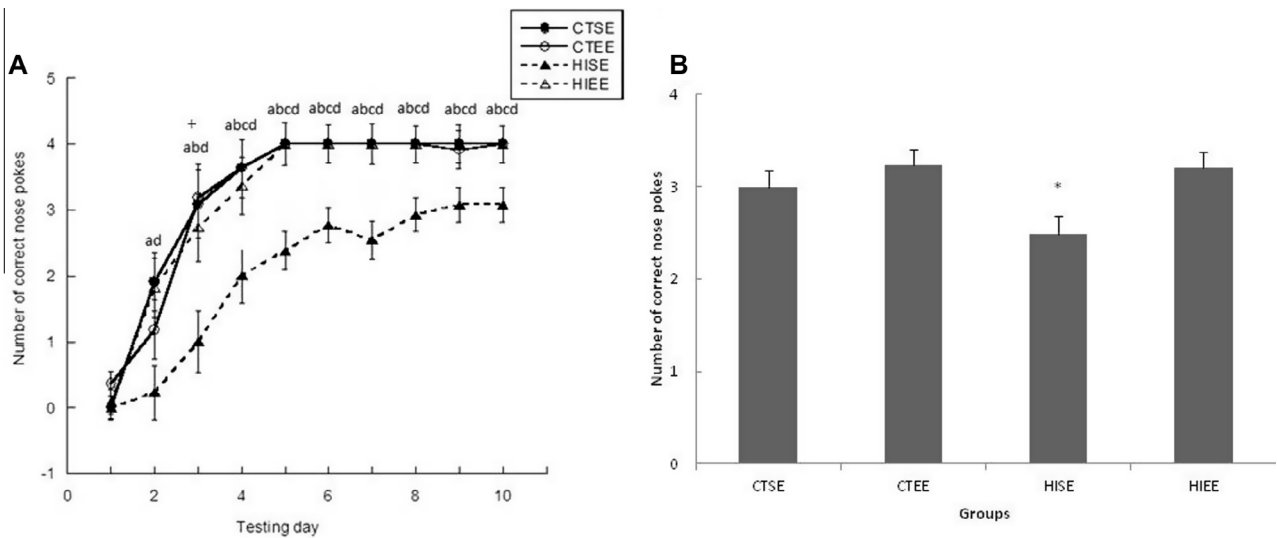 A
CTSE
CTEE
HISE
HIEE
Number of correct nose pokes
5
4
3
2
1
0
-1
ad
+
abd
abcd
abcd
abcd
abcd
abcd
abcd
abcd
0
2
4
6
8
10
Testing day
B
Number of correct nose pokes
4
3
2
1
0
*
CTSE
CTEE
HISE
HIEE
Groups